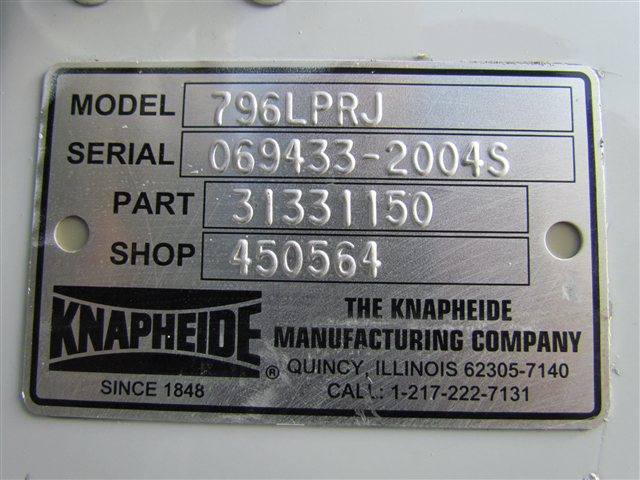 MODEL 796LPRJ
SERIAL 069433-2004S
PART 31331150
SHOP 450564
KNAPHEIDE ®
SINCE 1848
THE KNAPHEIDE
MANUFACTURING COMPANY
QUINCY, ILLINOIS 62305-7140
CALL: 1-217-222-7131